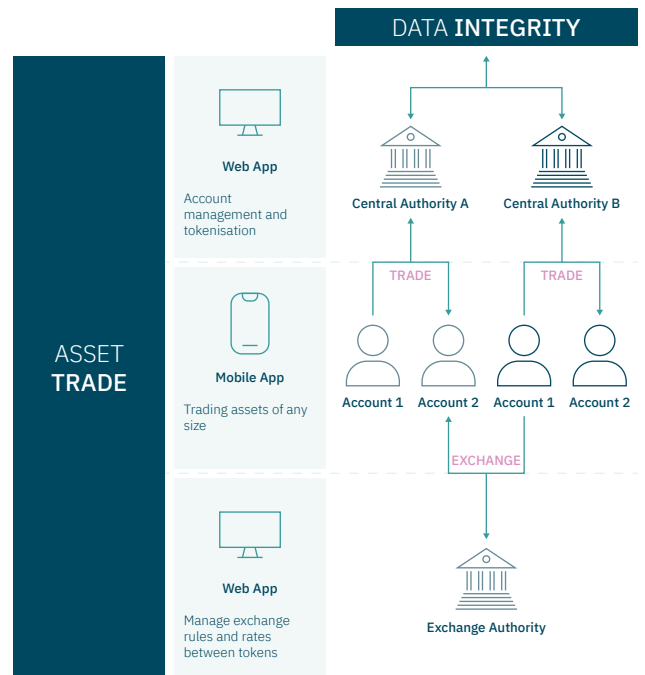 DATA INTEGRITY
ASSET
TRADE
Web App
Account
management and
tokenisation
Central Authority A
Central Authority B
TRADE
TRADE
Mobile App
Trading assets of any
size
Account 1
Account 2
Account 1
Account 2
EXCHANGE
Web App
Manage exchange
rules and rates
between tokens
Exchange Authority